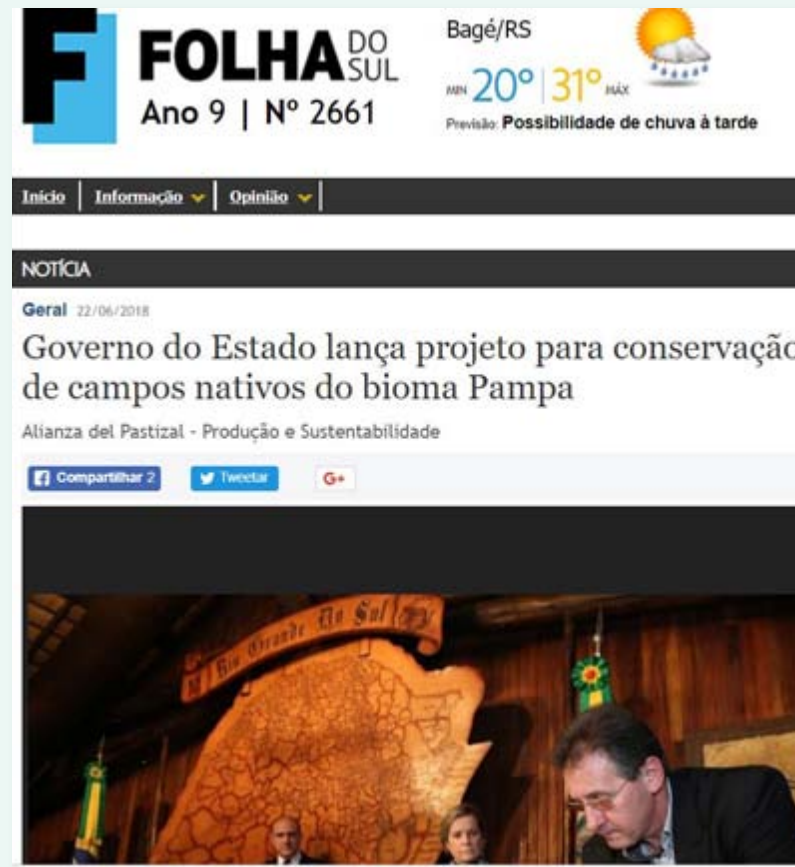 FOLHA DO SUL
Ano 9 | Nº 2661
Bagé/RS
MIN 20° | 31° MÁX
Previsão: Possibilidade de chuva à tarde
Início | Informação | Opinião |
NOTÍCIA
Geral 22/06/2018
Governo do Estado lança projeto para conservação
de campos nativos do bioma Pampa
Alianza del Pastizal - Produção e Sustentabilidade
Compartilhar 2
Tweetar
G+
Rio Grande Do Sul